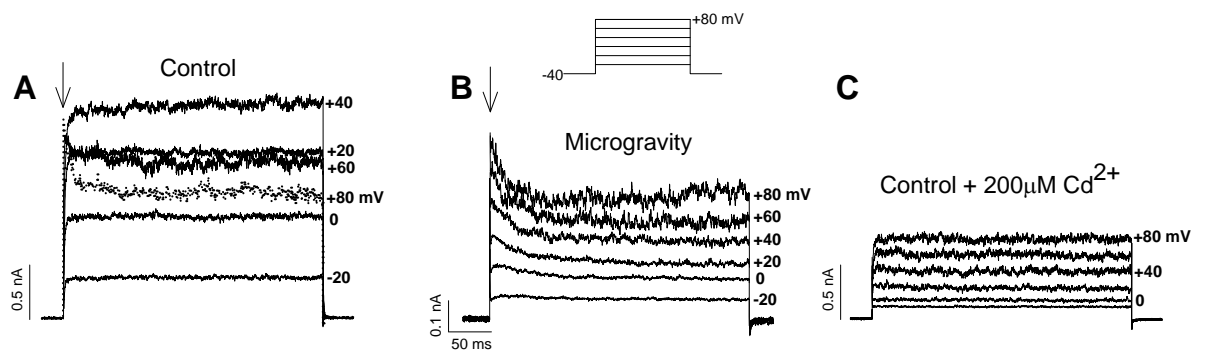 +80 mV
-40
A
Control
+40
+20
+60
+80 mV
0
-20
0.5 nA
B
Microgravity
+80 mV
+60
+40
+20
0
-20
0.1 nA
50 ms
C
Control + 200μM Cd2+
+80 mV
+40
0
0.5 nA